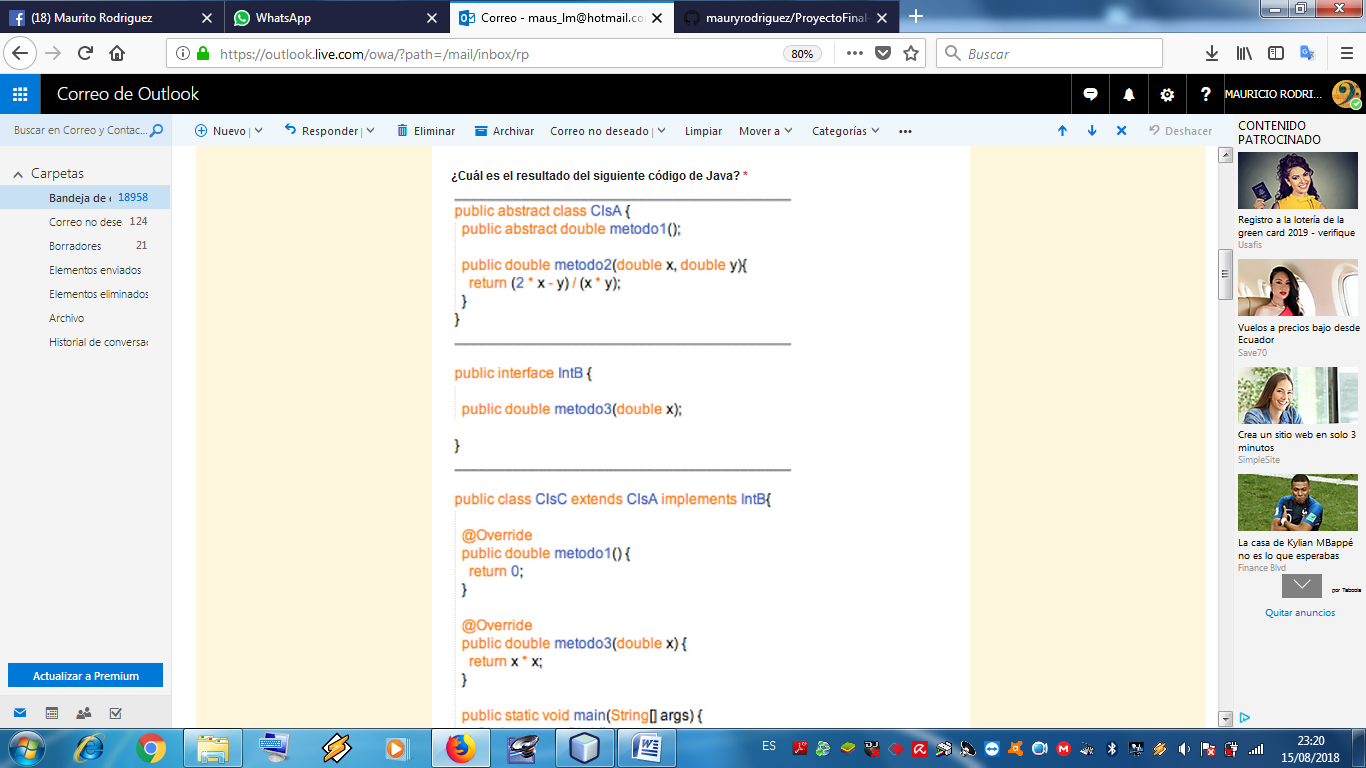 (18) Maurito Rodriguez
WhatsApp
Correo - maus_lm@hotmail.co
mauryrodriguez/ProyectoFinal-
https://outlook.live.com/owa/?path=/mail/inbox/rp
80%
Buscar
Correo de Outlook
MAURICIO RODRI...
Buscar en Correo y Contac...
Nuevo
Responder
Eliminar
Archivar
Correo no deseado
Limpiar
Mover a
Categorías
Deshacer
Carpetas
Bandeja de e 18958
Correo no dese 124
Borradores 21
Elementos enviados
Elementos eliminados
Archivo
Historial de conversac
Actualizar a Premium
¿Cuál es el resultado del siguiente código de Java? *
public abstract class ClsA {
public abstract double metodo1();
public double metodo2(double x, double y){
return (2 * x - y) / (x * y);
}
}
public interface IntB {
public double metodo3(double x);
}
public class ClsC extends ClsA implements IntB{
@Override
public double metodo1() {
return 0;
}
@Override
public double metodo3(double x) {
return x * x;
}
public static void main(String[] args) {
CONTENIDO
PATROCINADO
Registro a la lotería de la
green card 2019 - verifique
Usafis
Vuelos a precios bajo desde
Ecuador
Save70
Crea un sitio web en solo 3
minutos
SimpleSite
La casa de Kylian MBappé
no es lo que esperabas
Finance Blvd
por Taboola
Quitar anuncios
ES
23:20
15/08/2018